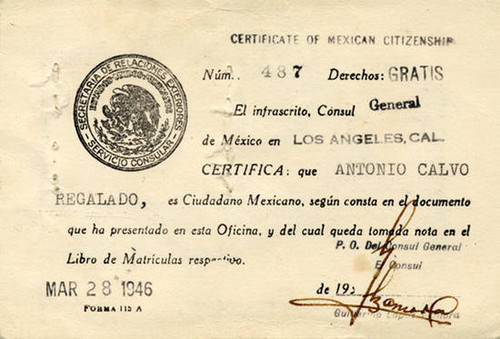 CERTIFICATE OF MEXICAN CITIZENSHIP
SECRETARIA DE RELACIONES EXTERIORES
SERVICIO CONSULAR
Núm. 487 Derechos: GRATIS
El infrascrito, Cónsul General
de México en LOS ANGELES, CAL.
CERTIFICA: que ANTONIO CALVO
REGALADO, es Ciudadano Mexicano, según consta en el documento
que ha presentado en esta Oficina, y del cual queda tomada nota en el
Libro de Matrículas respectivo.
P. O. Del Consul General
El Consul
MAR 28 1946
de 19
FORMA 115 A